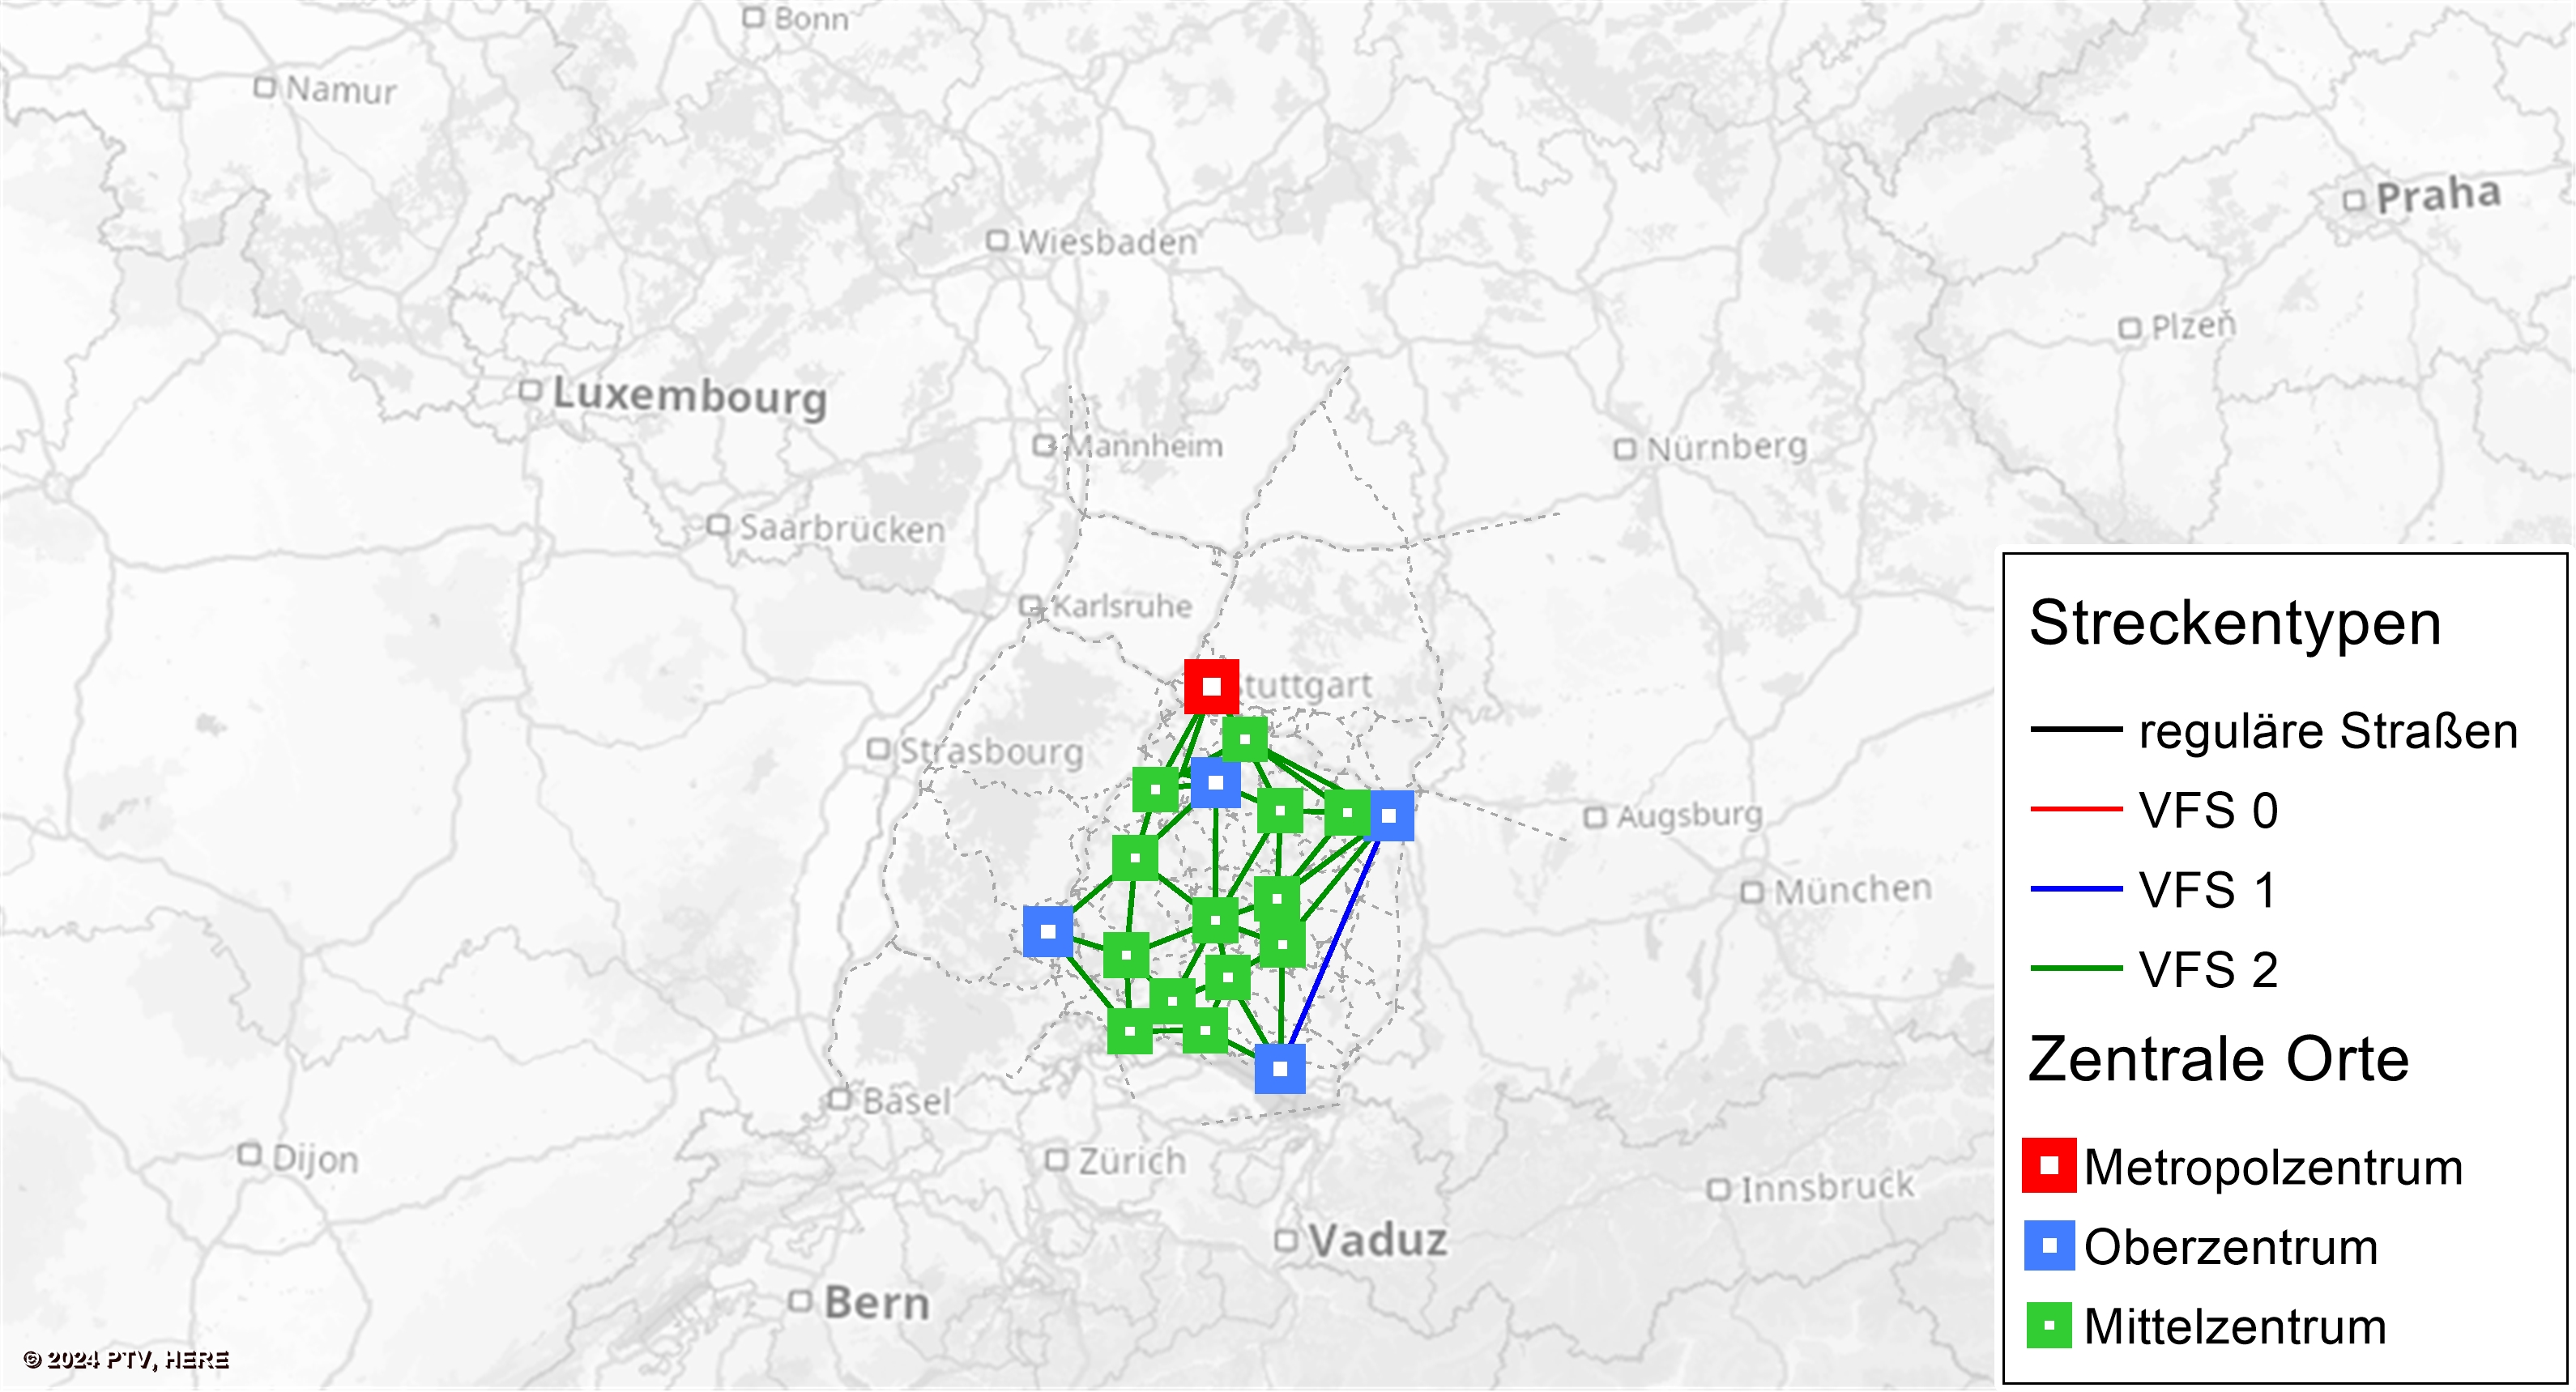 Bonn
Namur
Praha
Wiesbaden
Plzeň
Luxembourg
Mannheim
Nürnberg
Saarbrücken
Karlsruhe
tuttgart
Strasbourg
Augsburg
München
Basel
Dijon
Zürich
Innsbruck
Vaduz
Bern
© 2024 PTV, HERE
Streckentypen
reguläre Straßen
VFS 0
VFS 1
VFS 2
Zentrale Orte
Metropolzentrum
Oberzentrum
Mittelzentrum